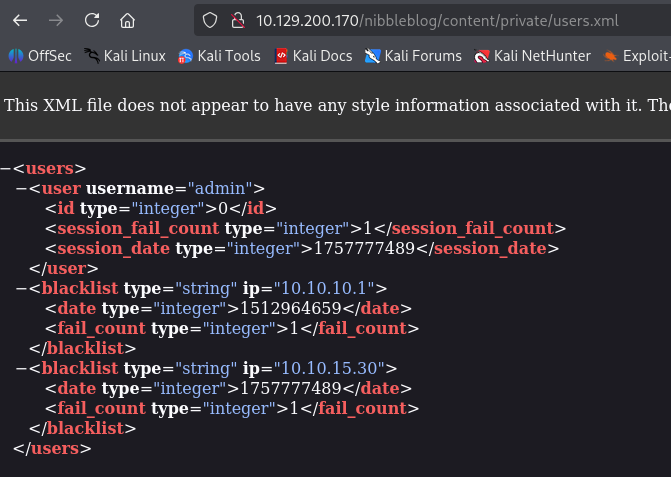 10.129.200.170/nibbleblog/content/private/users.xml
OffSec Kali Linux Kali Tools Kali Docs Kali Forums Kali NetHunter Exploit-
This XML file does not appear to have any style information associated with it. The
−<users>
−<user username="admin">
<id type="integer">0</id>
<session_fail_count type="integer">1</session_fail_count>
<session_date type="integer">1757777489</session_date>
</user>
−<blacklist type="string" ip="10.10.10.1">
<date type="integer">1512964659</date>
<fail_count type="integer">1</fail_count>
</blacklist>
−<blacklist type="string" ip="10.10.15.30">
<date type="integer">1757777489</date>
<fail_count type="integer">1</fail_count>
</blacklist>
</users>